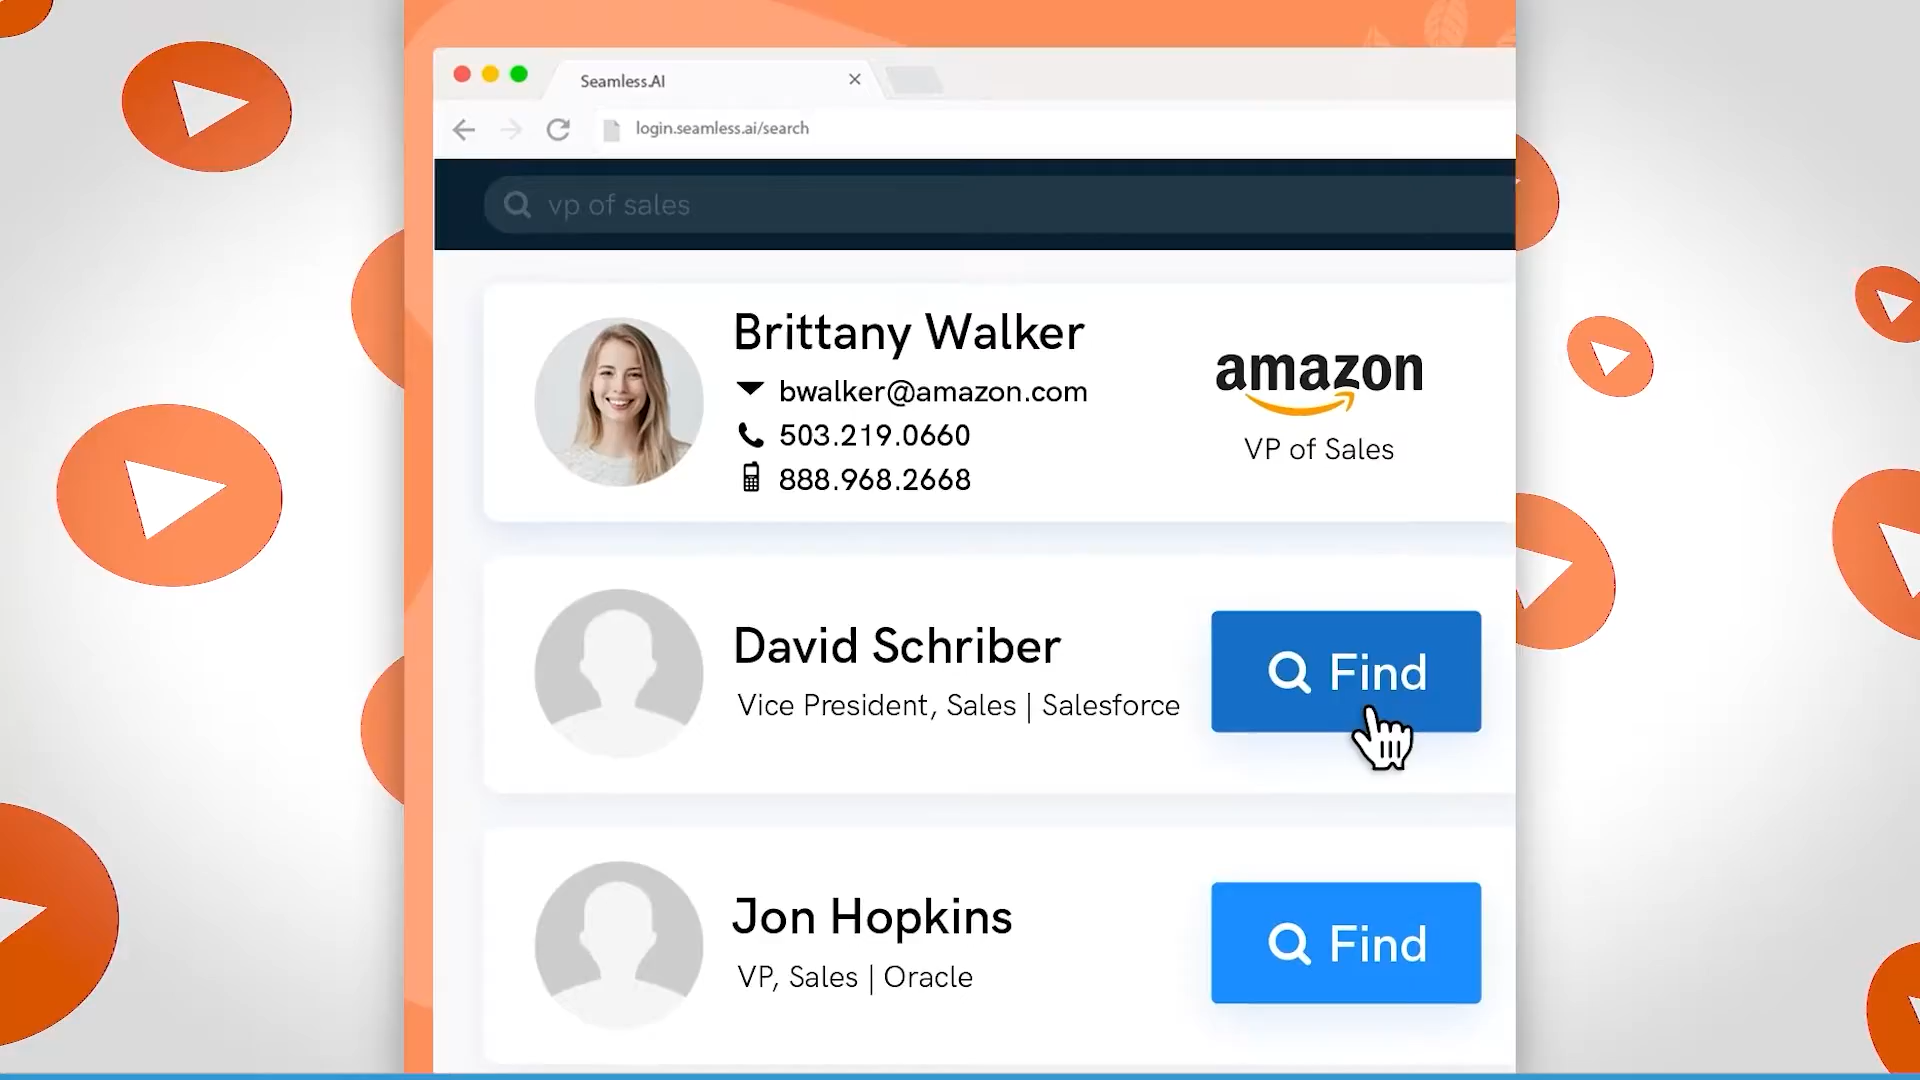 Seamless.AI
login.seamless.ai/search
vp of sales
Brittany Walker
bwalker@amazon.com
503.219.0660
888.968.2668
amazon
VP of Sales
David Schriber
Vice President, Sales | Salesforce
Find
Jon Hopkins
VP, Sales | Oracle
Find